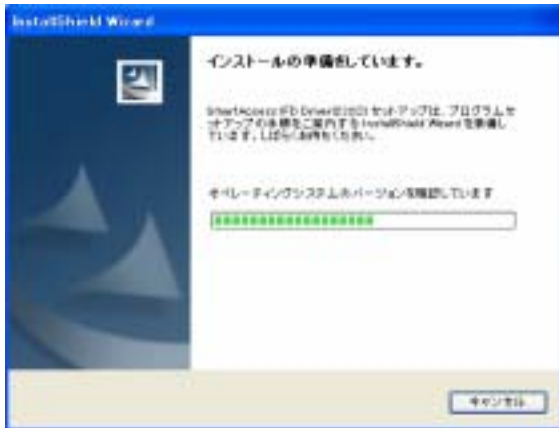 InstallShield Wizard
インストールの準備をしています。
SmartAccess セットアップは、プログラムセ
ットアップの手順をご案内する InstallShield Wizard を準備し
ています。しばらくお待ちください。
オペレーティングシステムのバージョンを確認しています
キャンセル